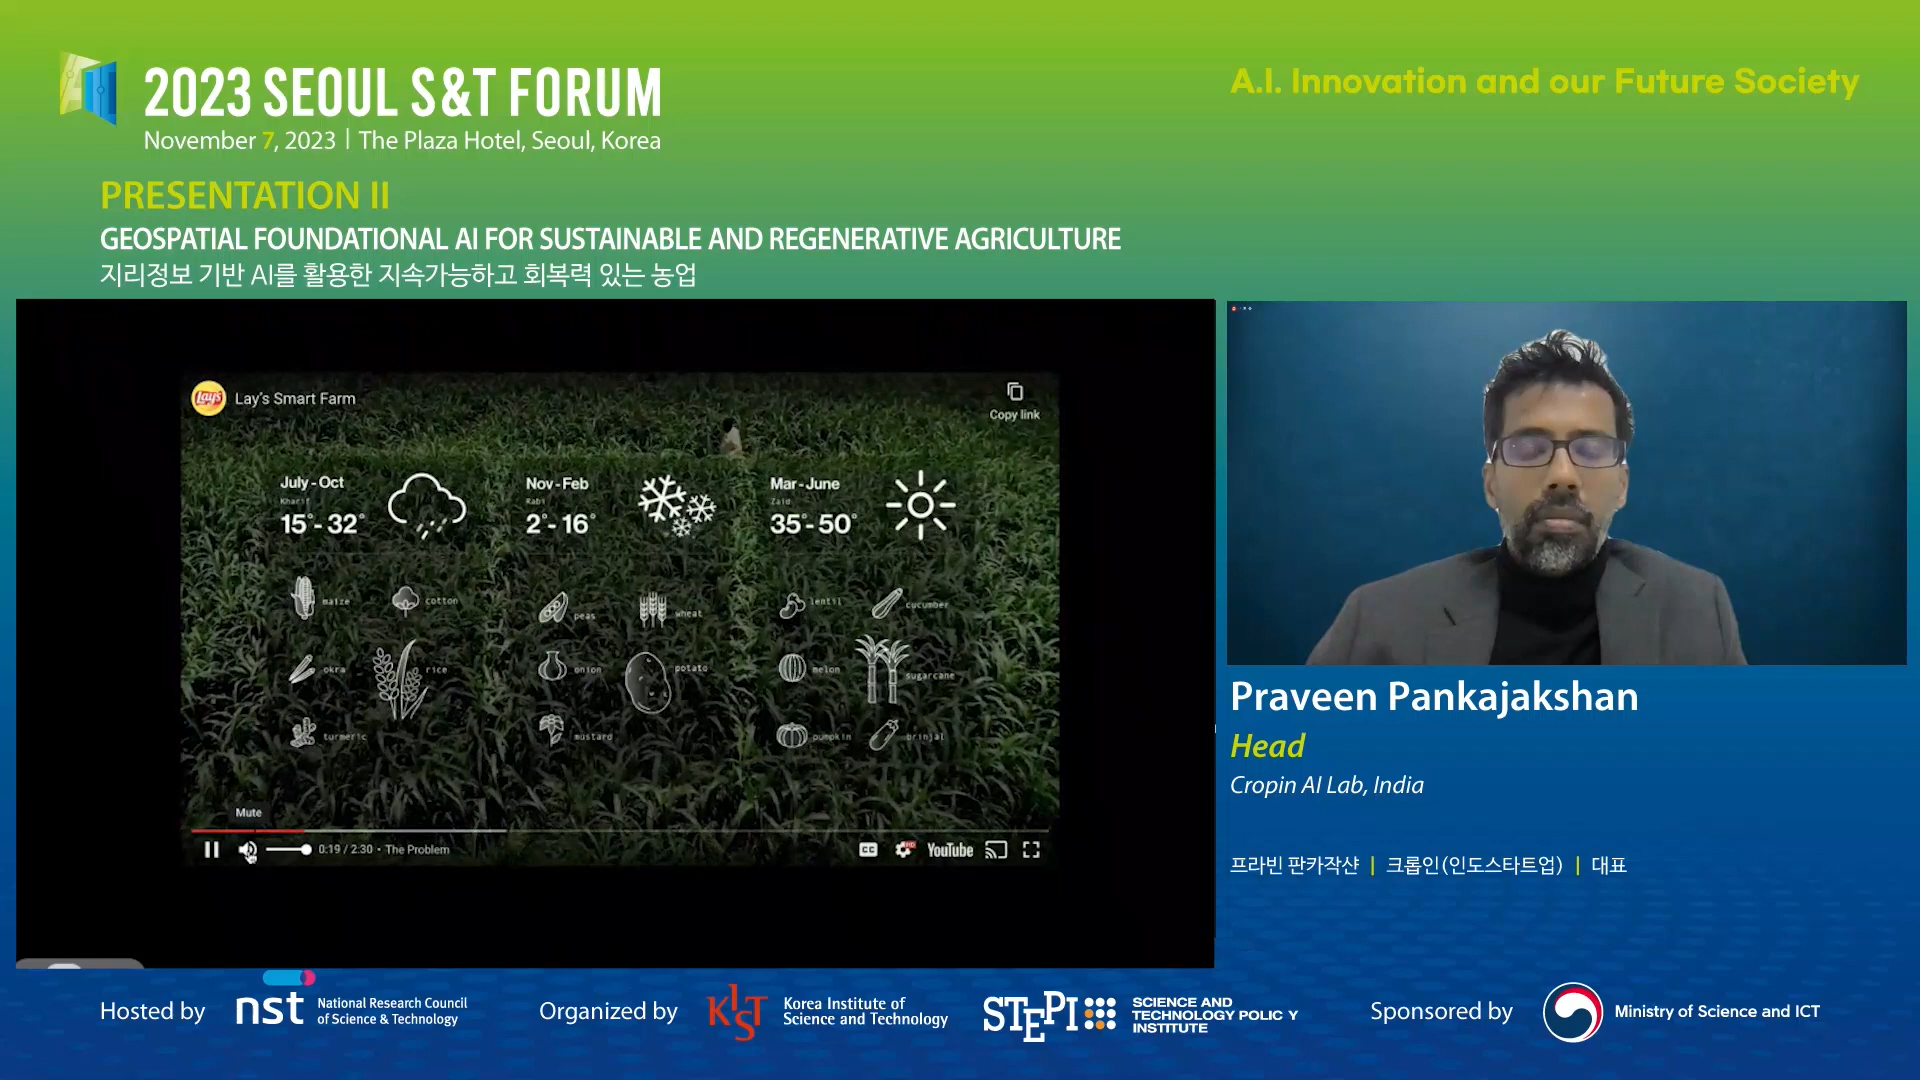 2023 SEOUL S&T FORUM
November 7, 2023 | The Plaza Hotel, Seoul, Korea
A.I. Innovation and our Future Society
PRESENTATION II
GEOSPATIAL FOUNDATIONAL AI FOR SUSTAINABLE AND REGENERATIVE AGRICULTURE
지리정보 기반 AI를 활용한 지속가능하고 회복력 있는 농업
Lay's
Lay's Smart Farm
Copy link
July - Oct
Kharif
15° - 32°
maize
cotton
okra
rice
turmeric
Nov - Feb
Rabi
2° - 16°
peas
wheat
onion
potato
mustard
Mar - June
Zaid
35 - 50°
lentil
cucumber
melon
sugarcane
pumpkin
brinjal
Mute
0:19 / 2:30 • The Problem
CC
HD
YouTube
Praveen Pankajakshan
Head
Cropin AI Lab, India
프라빈 판카작샨 | 크롭인(인도스타트업) | 대표
Hosted by
nst
National Research Council
of Science & Technology
Organized by
KIST
Korea Institute of
Science and Technology
STEPI
SCIENCE AND
TECHNOLOGY POLIC Y
INSTITUTE
Sponsored by
Ministry of Science and ICT